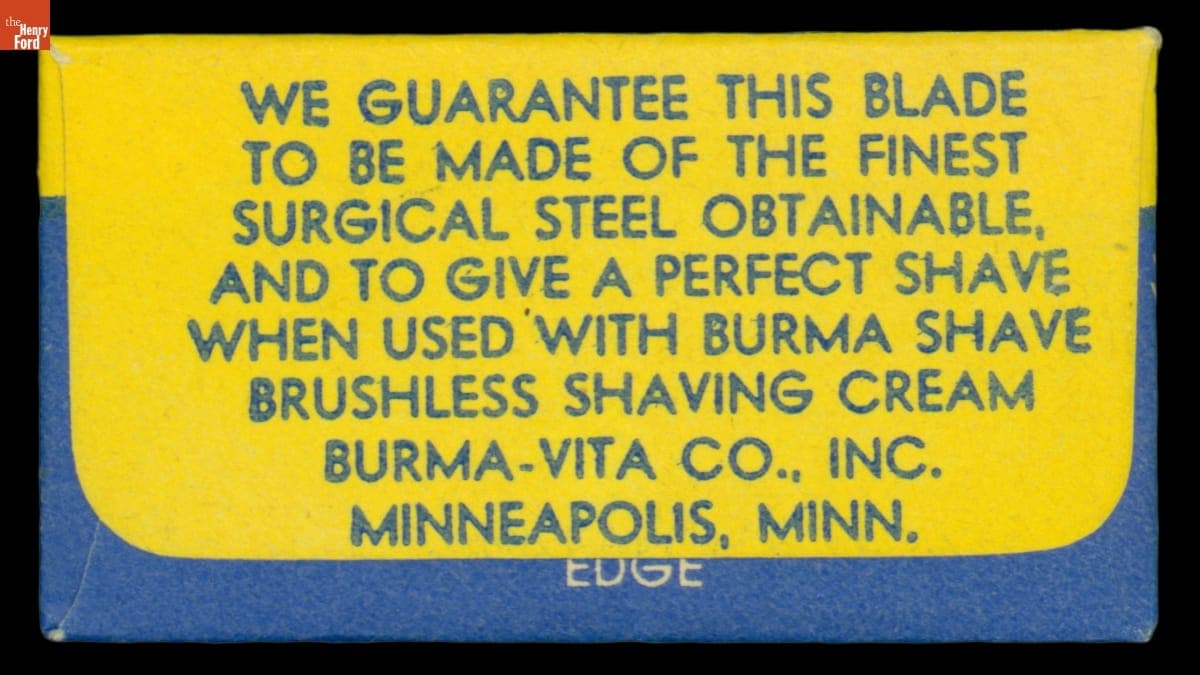 the
Henry
Ford
WE GUARANTEE THIS BLADE
TO BE MADE OF THE FINEST
SURGICAL STEEL OBTAINABLE,
AND TO GIVE A PERFECT SHAVE
WHEN USED WITH BURMA SHAVE
BRUSHLESS SHAVING CREAM
BURMA-VITA CO., INC.
MINNEAPOLIS, MINN.
EDGE